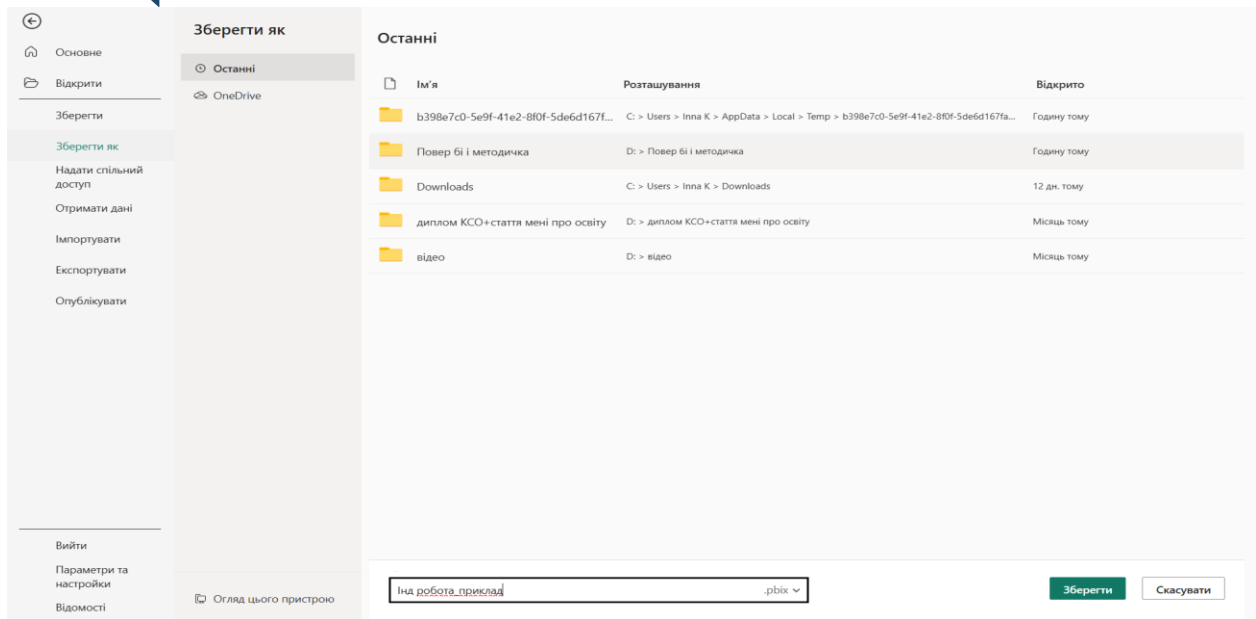 Основне
Відкрити
Зберегти
Зберегти як
Надати спільний
доступ
Отримати дані
Імпортувати
Експортувати
Опублікувати
Вийти
Параметри та
настройки
Відомості
Зберегти як
Останні
OneDrive
Огляд цього пристрою
Останні
Ім'я Розташування Відкрито
b398e7c0-5e9f-41e2-8f0f-5de6d167f... C: > Users > Inna K > AppData > Local > Temp > b398e7c0-5e9f-41e2-8f0f-5de6d167fa... Годину тому
Повер бі і методичка D: > Повер бі і методичка Годину тому
Downloads C: > Users > Inna K > Downloads 12 дн. тому
диплом КСО+стаття мені про освіту D: > диплом КСО+стаття мені про освіту Місяць тому
відео D: > відео Місяць тому
Інд робота_приклад .pbix
Зберегти Скасувати